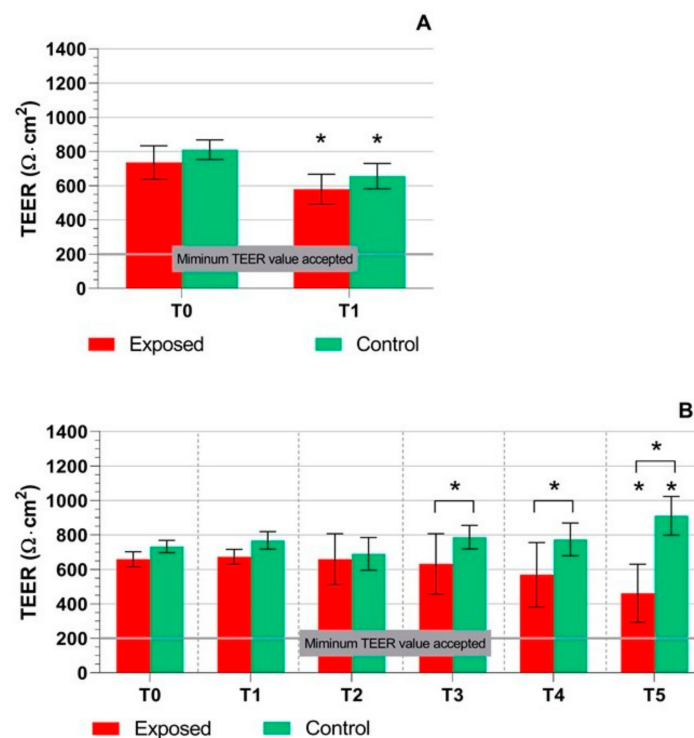 A
1400
1200
1000
800
600
400
200
0
TEER (Ω·cm²)
* *
Miminum TEER value accepted
T0 T1
Exposed Control
B
1400
1200
1000
800
600
400
200
0
TEER (Ω·cm²)
*
* * * *
Miminum TEER value accepted
T0 T1 T2 T3 T4 T5
Exposed Control